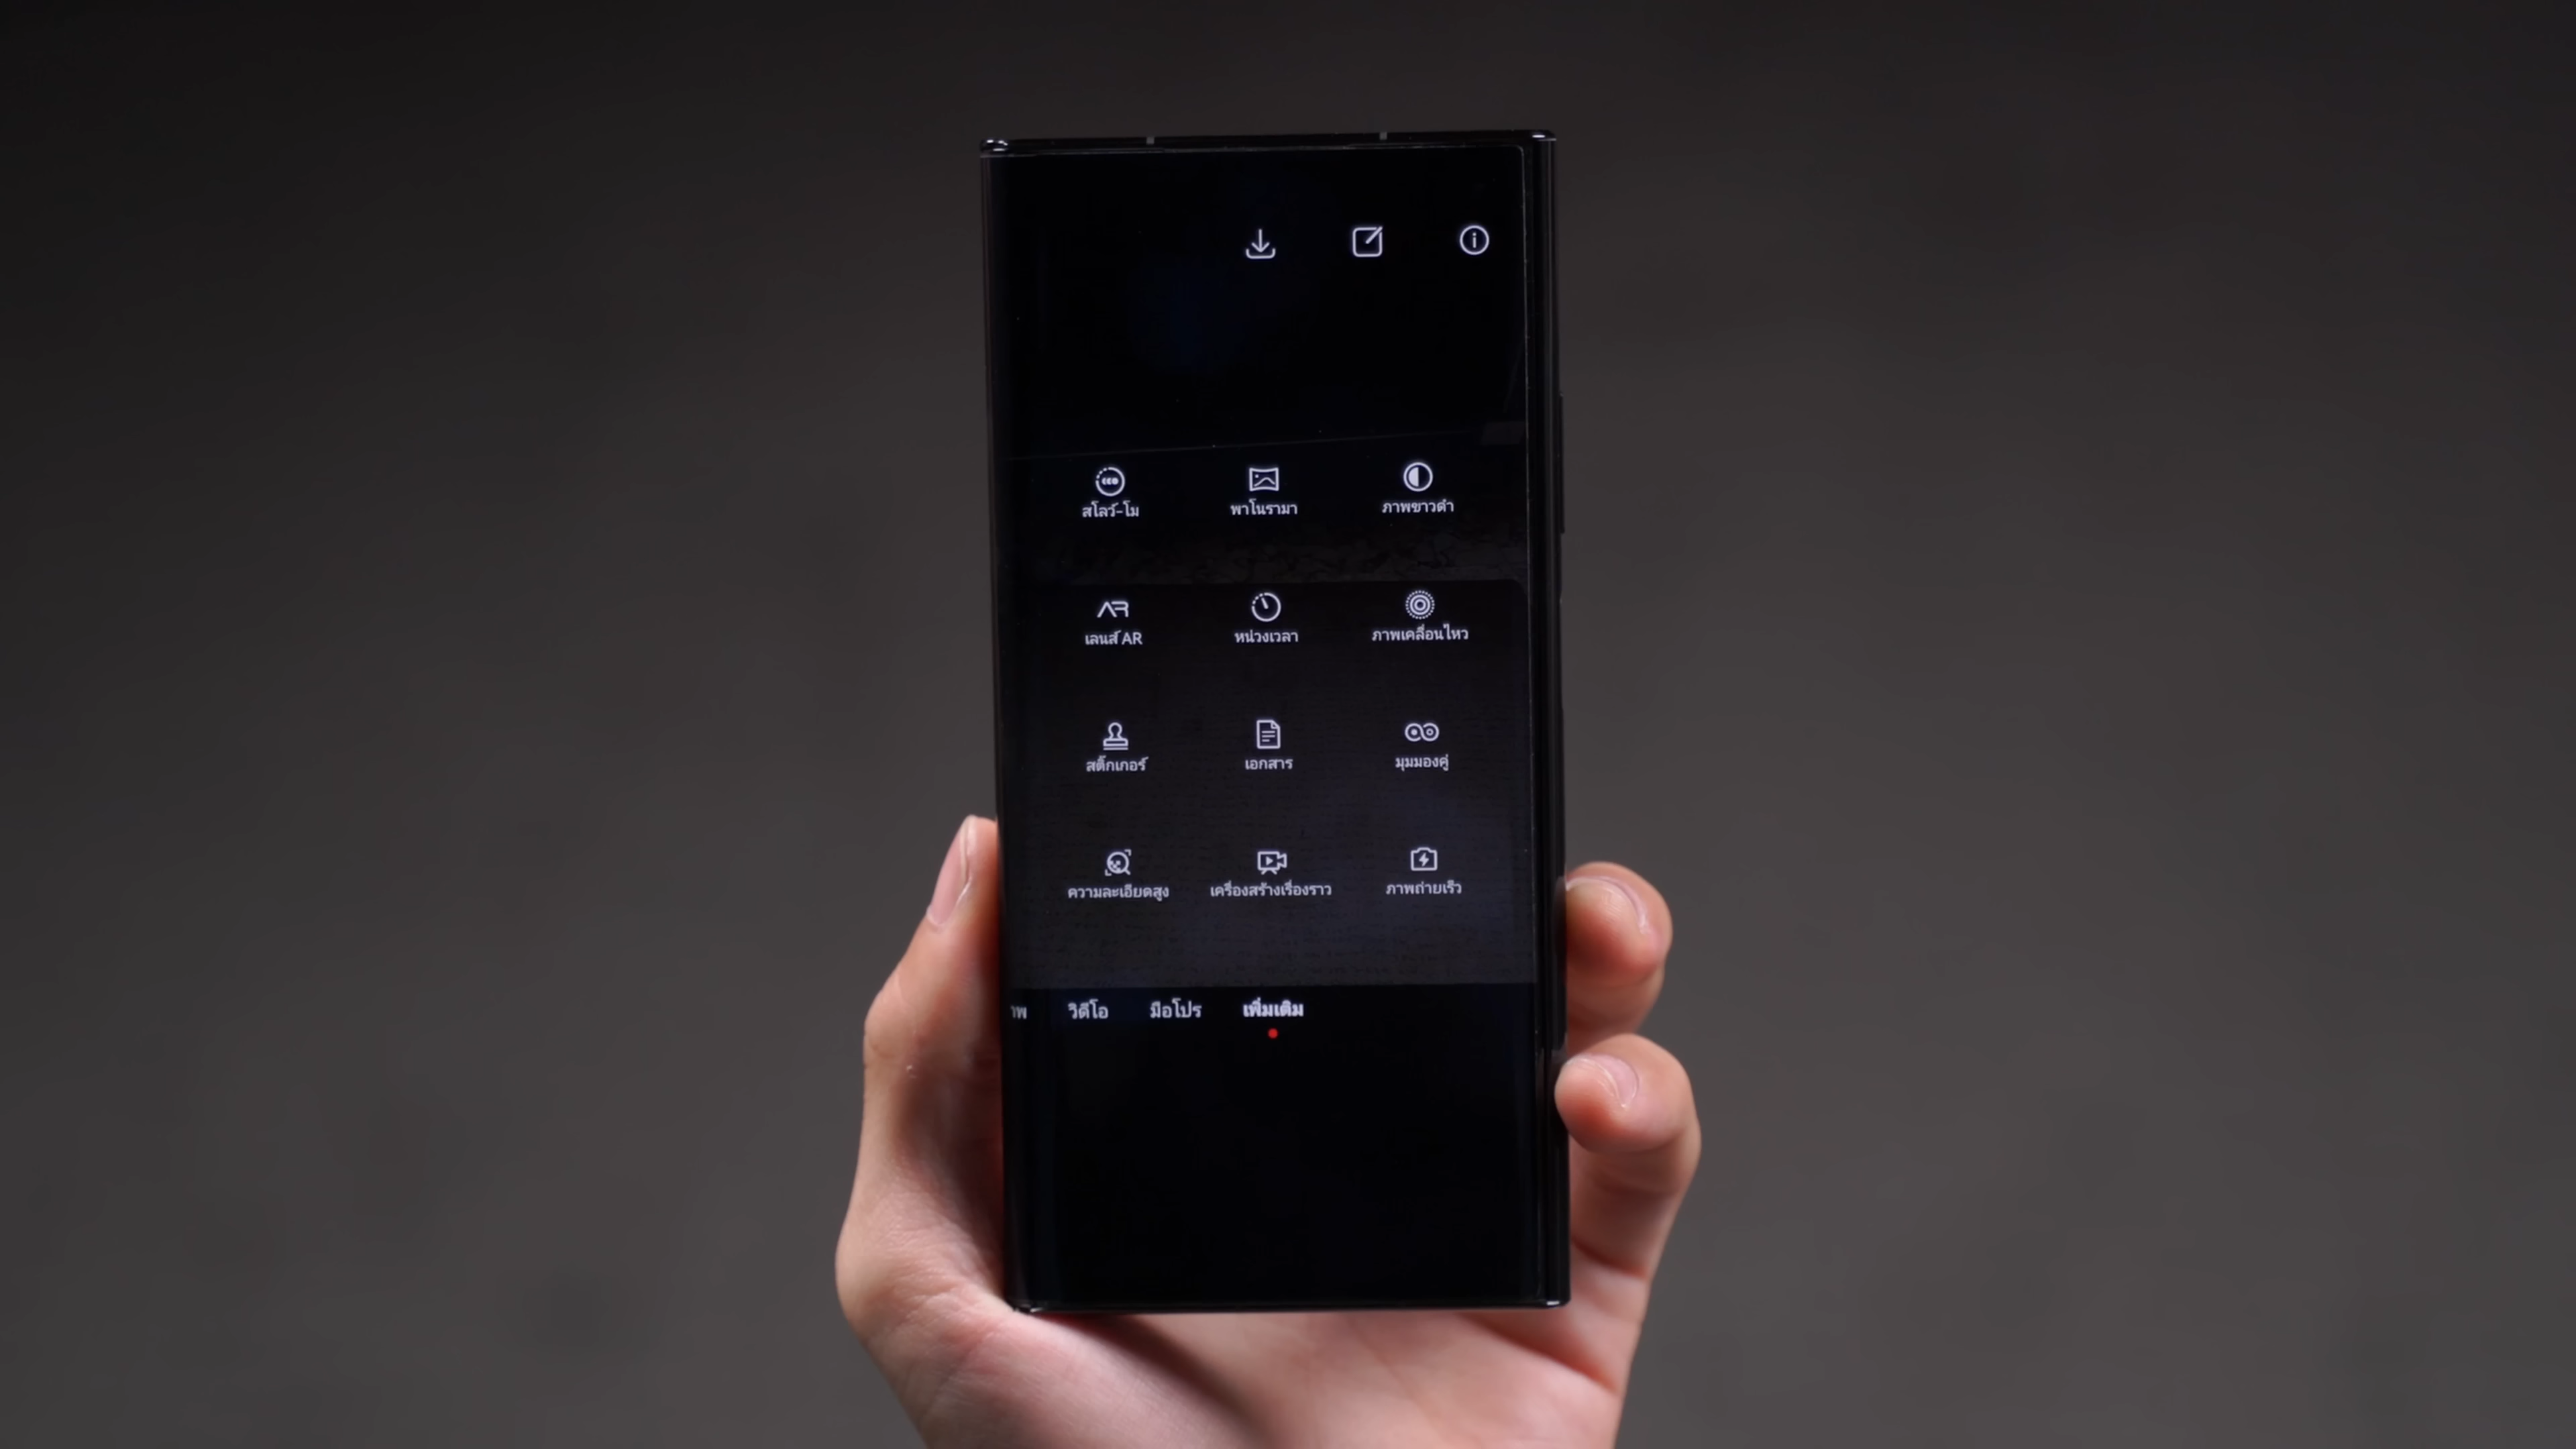 สโลว์-โม
พาโนรามา
ภาพขาวดำ
เลนส์ AR
หน่วงเวลา
ภาพเคลื่อนไหว
สติ๊กเกอร์
เอกสาร
มุมมองคู่
ความละเอียดสูง
เครื่องสร้างเรื่องราว
ภาพถ่ายเร็ว
วิดีโอ มือโปร เพิ่มเติม